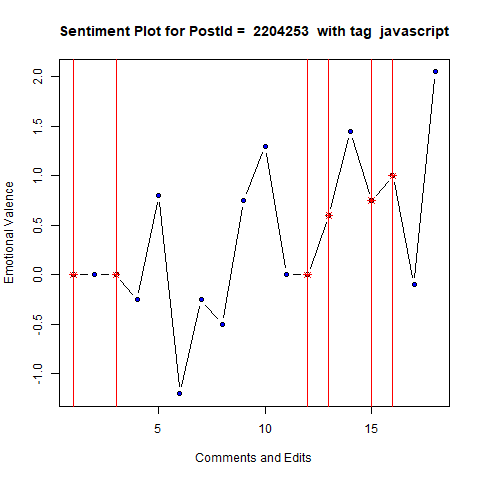 Sentiment Plot for PostId = 2204253 with tag javascript
Emotional Valence
2.0
1.5
1.0
0.5
0.0
-0.5
-1.0
5 10 15
Comments and Edits